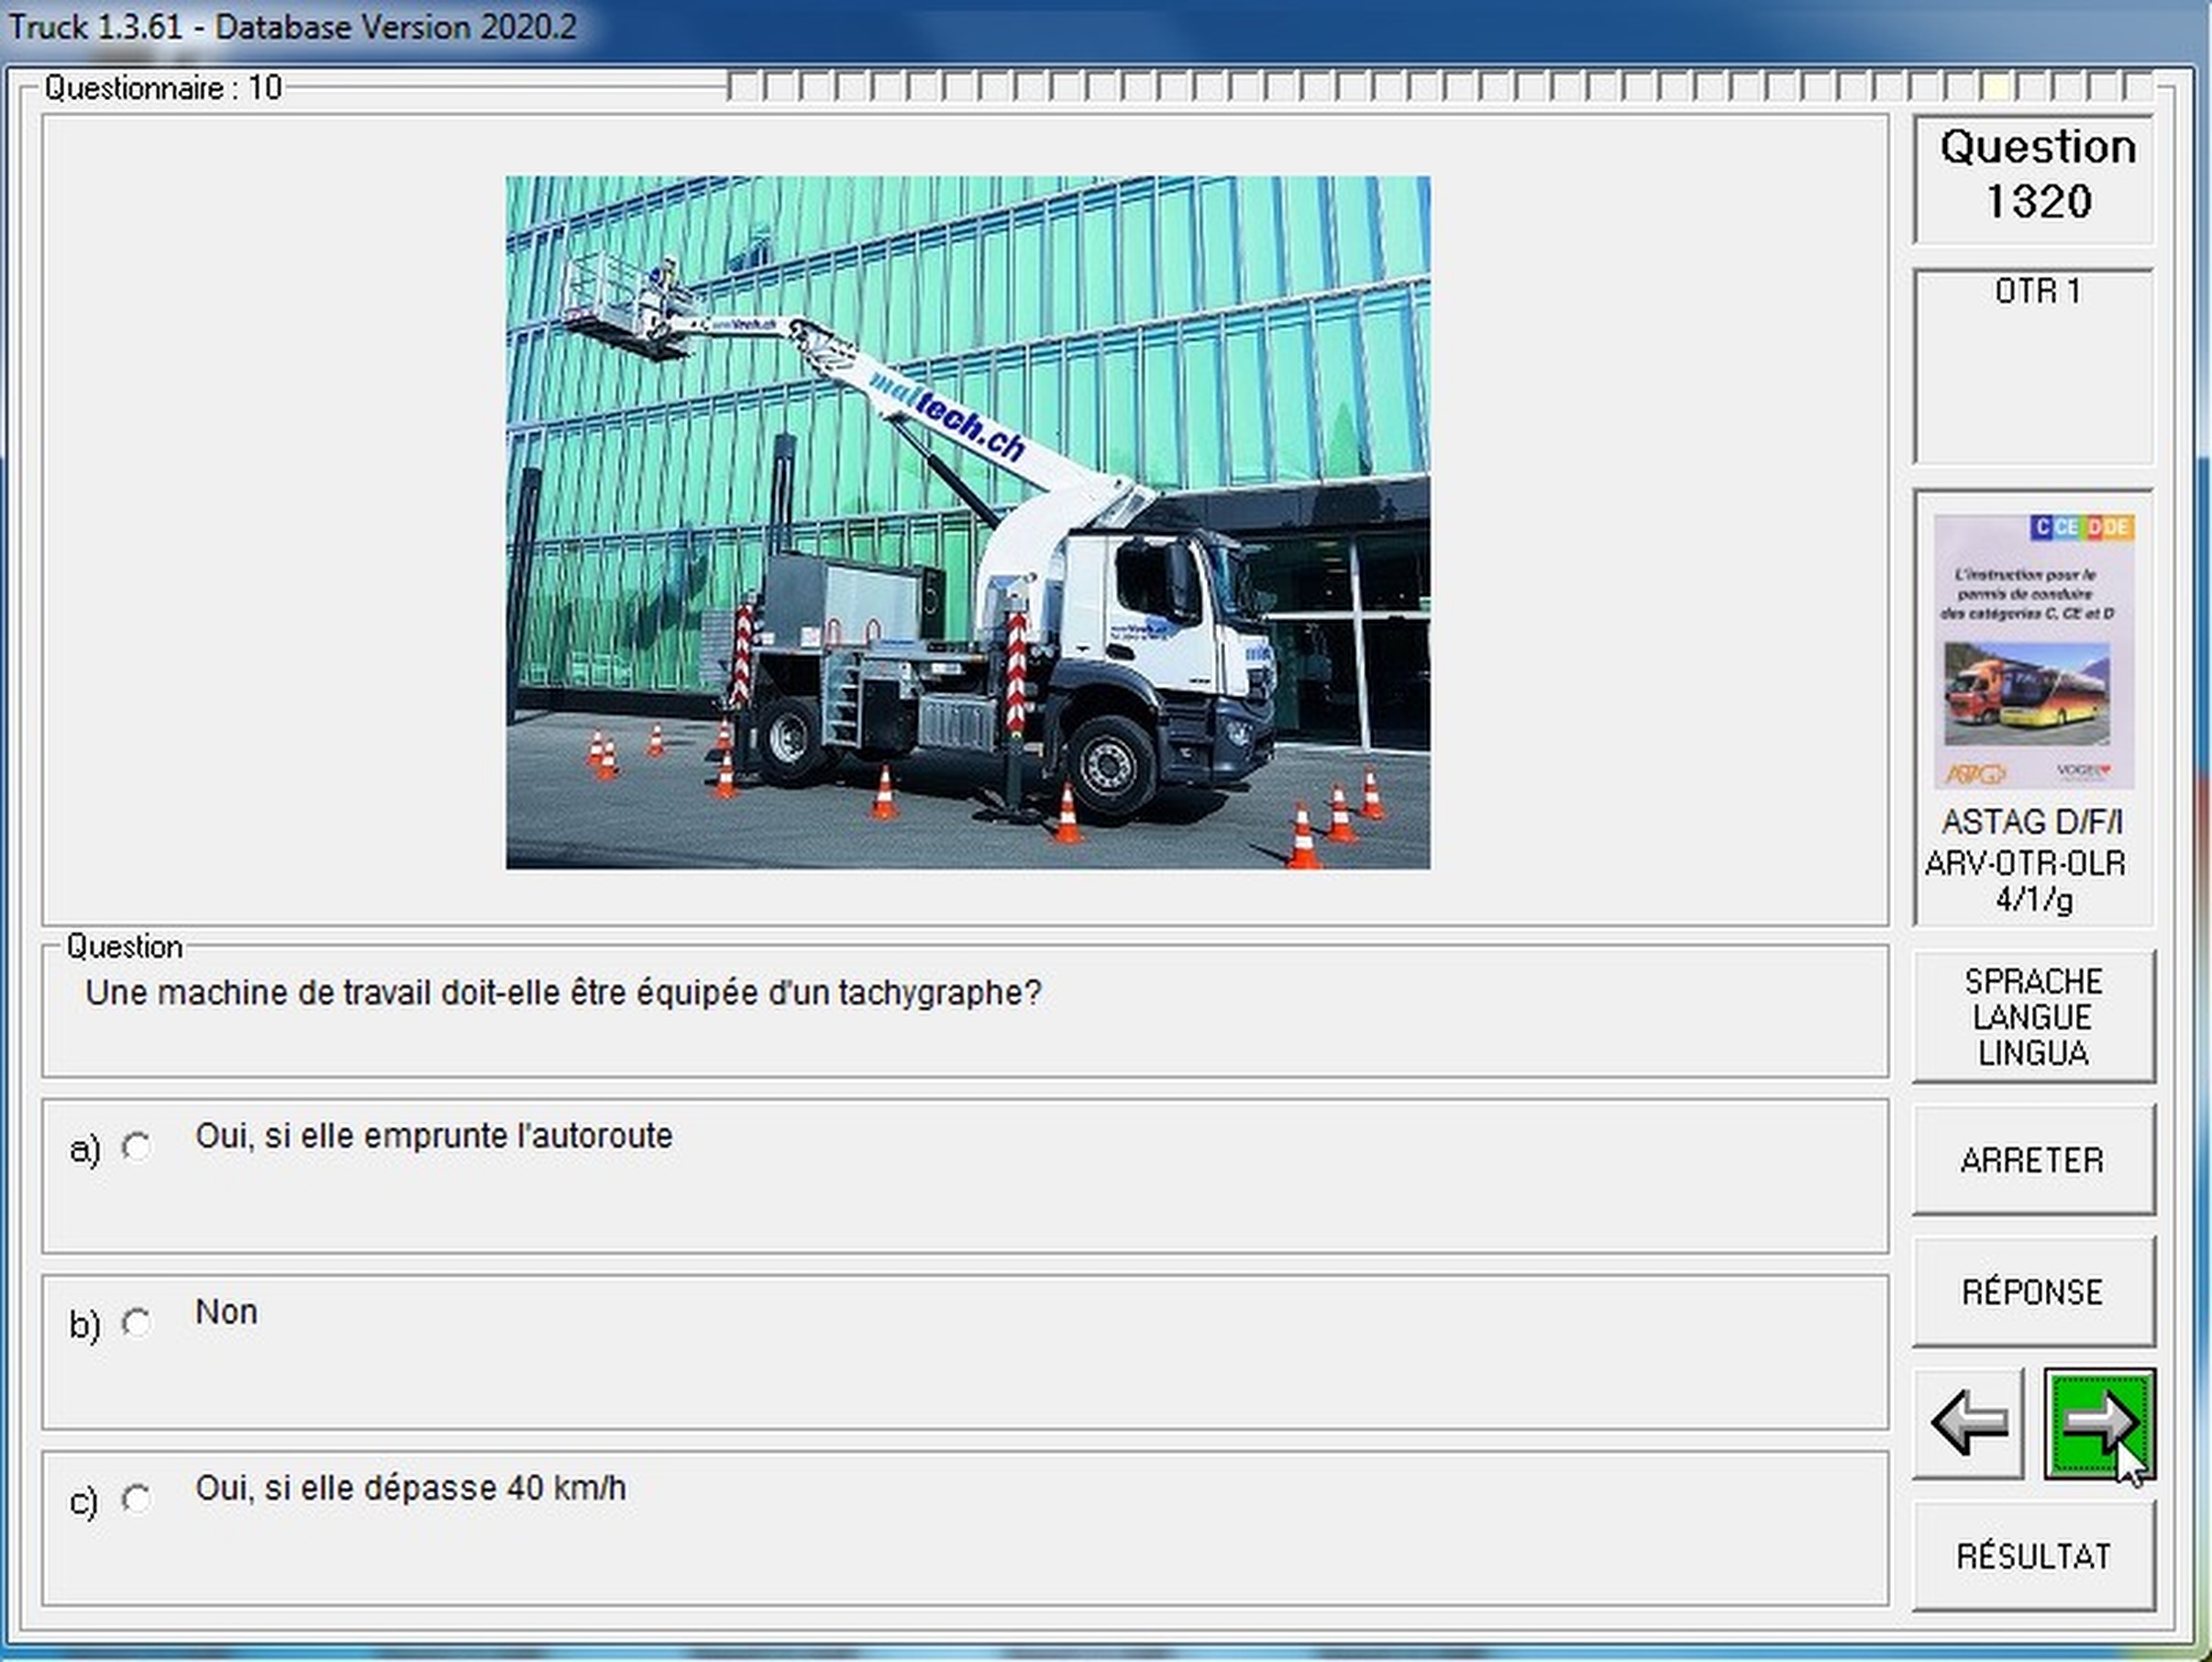 Truck 1.3.61 - Database Version 2020.2
Questionnaire : 10
maltech.ch
Question
1320
OTR 1
C CE D DE
L'instruction pour le
permis de conduire
des catégories C, CE et D
ASTAG
VOGEL
ASTAG D/F/I
ARV-OTR-OLR
4/1/g
Question
Une machine de travail doit-elle être équipée d'un tachygraphe?
SPRACHE
LANGUE
LINGUA
a) Oui, si elle emprunte l'autoroute
ARRETER
b) Non
RÉPONSE
c) Oui, si elle dépasse 40 km/h
RÉSULTAT